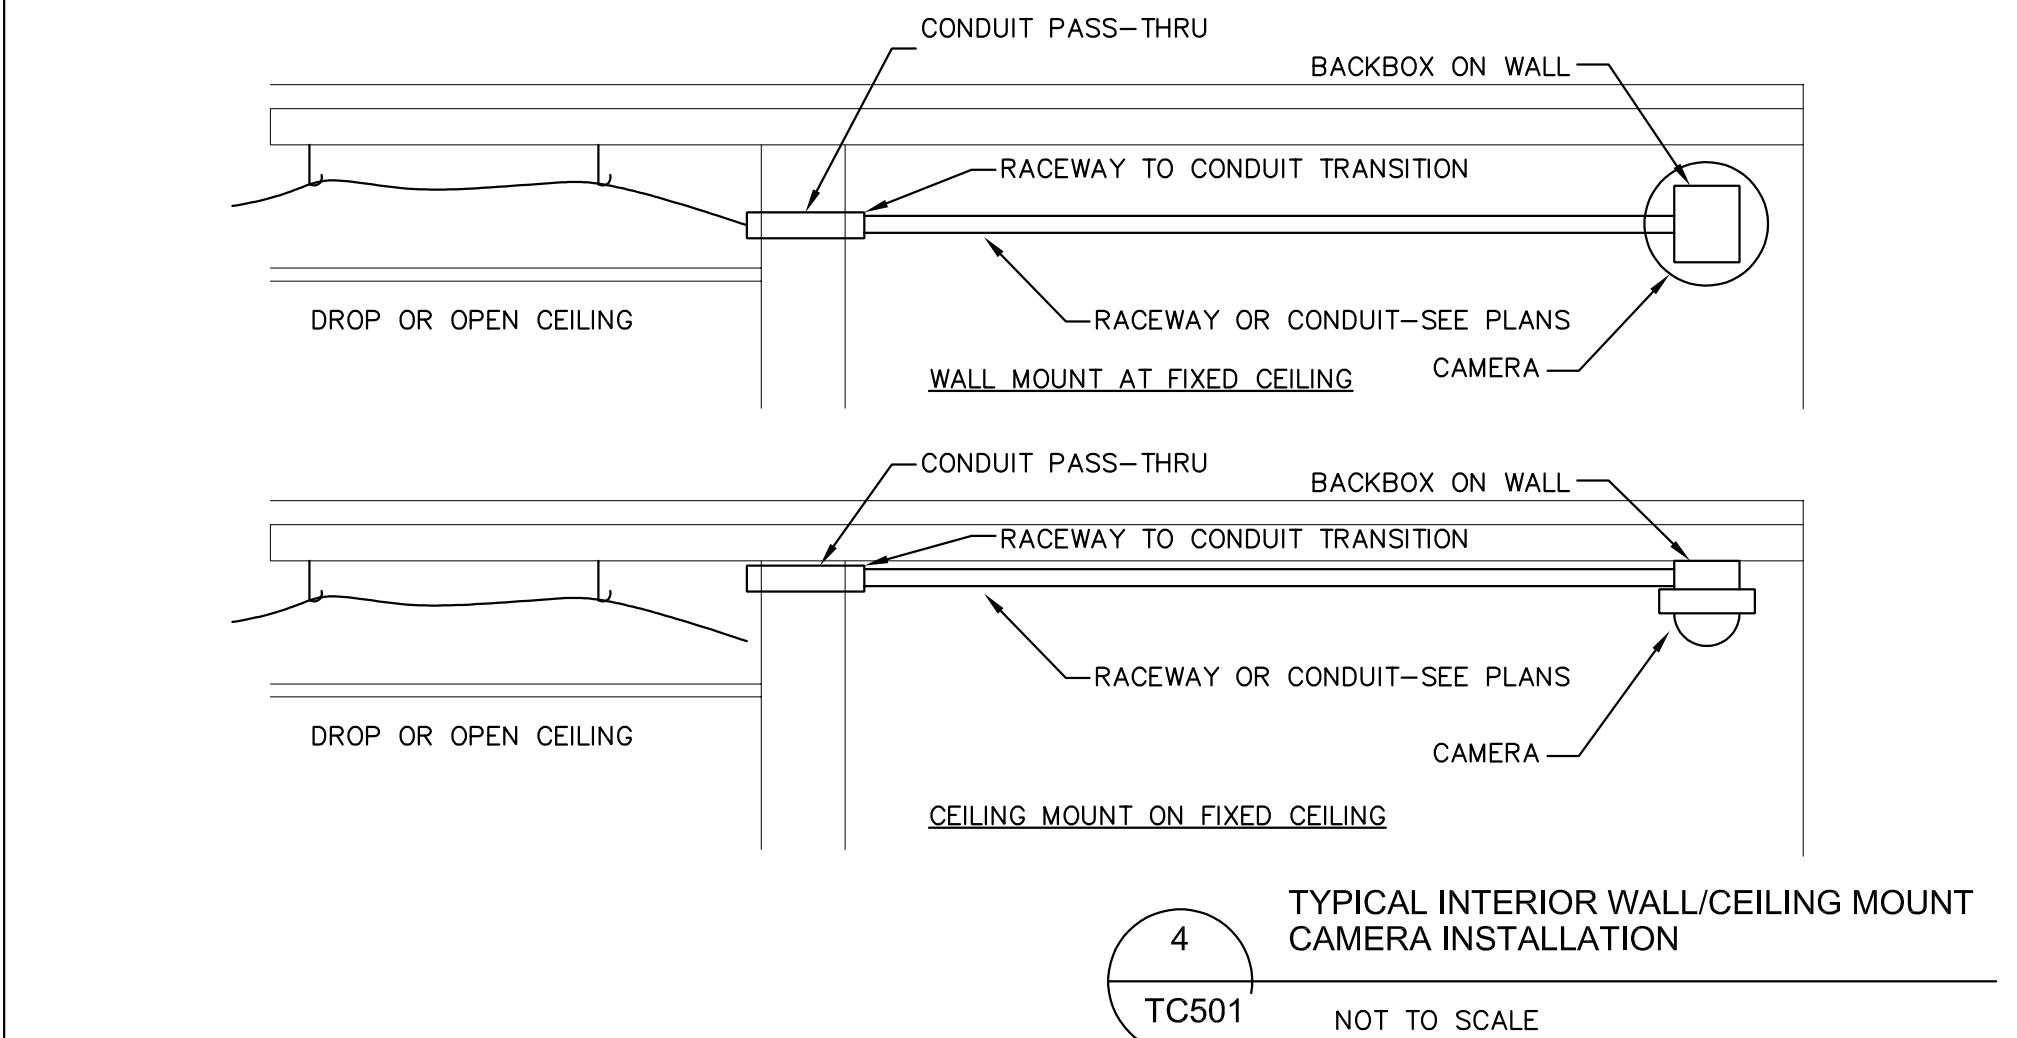 CONDUIT PASS-THRU
BACKBOX ON WALL
RACEWAY TO CONDUIT TRANSITION
DROP OR OPEN CEILING
RACEWAY OR CONDUIT-SEE PLANS
CAMERA
WALL MOUNT AT FIXED CEILING
CONDUIT PASS-THRU
BACKBOX ON WALL
RACEWAY TO CONDUIT TRANSITION
RACEWAY OR CONDUIT-SEE PLANS
DROP OR OPEN CEILING
CAMERA
CEILING MOUNT ON FIXED CEILING
4
TC501
TYPICAL INTERIOR WALL/CEILING MOUNT
CAMERA INSTALLATION
NOT TO SCALE